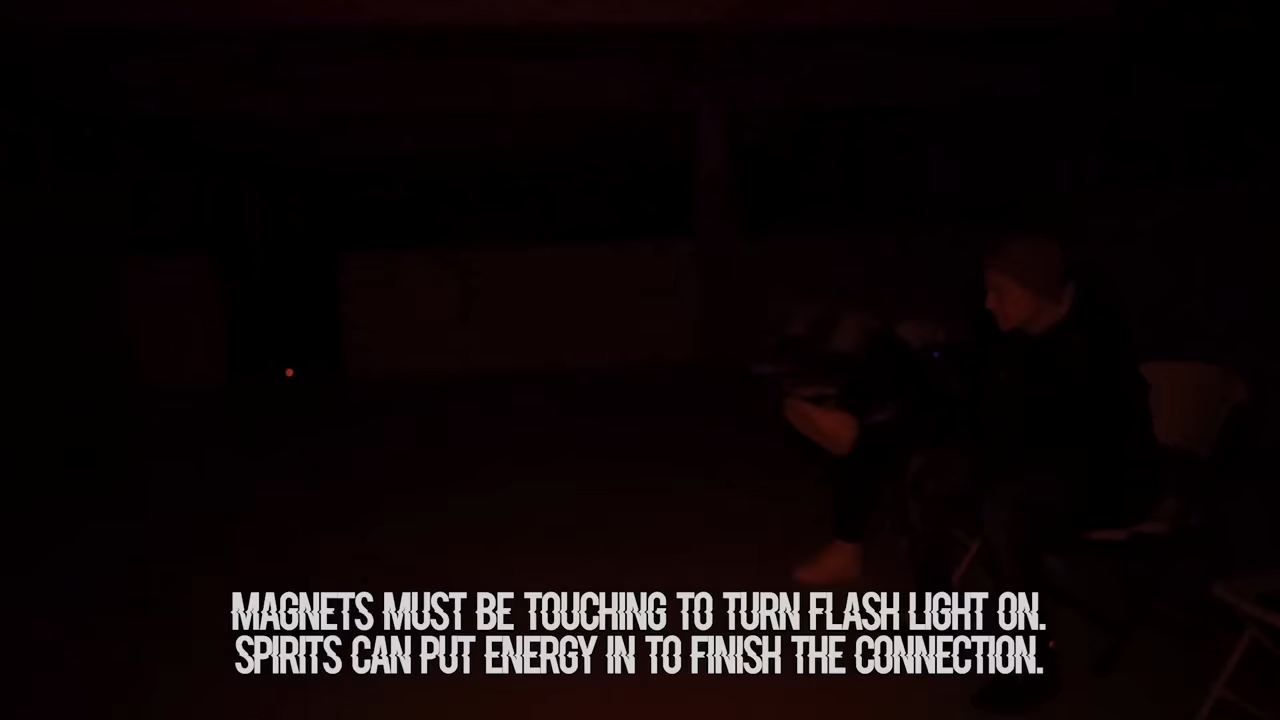 MAGNETS MUST BE TOUCHING TO TURN FLASH LIGHT ON.
SPIRITS CAN PUT ENERGY IN TO FINISH THE CONNECTION.